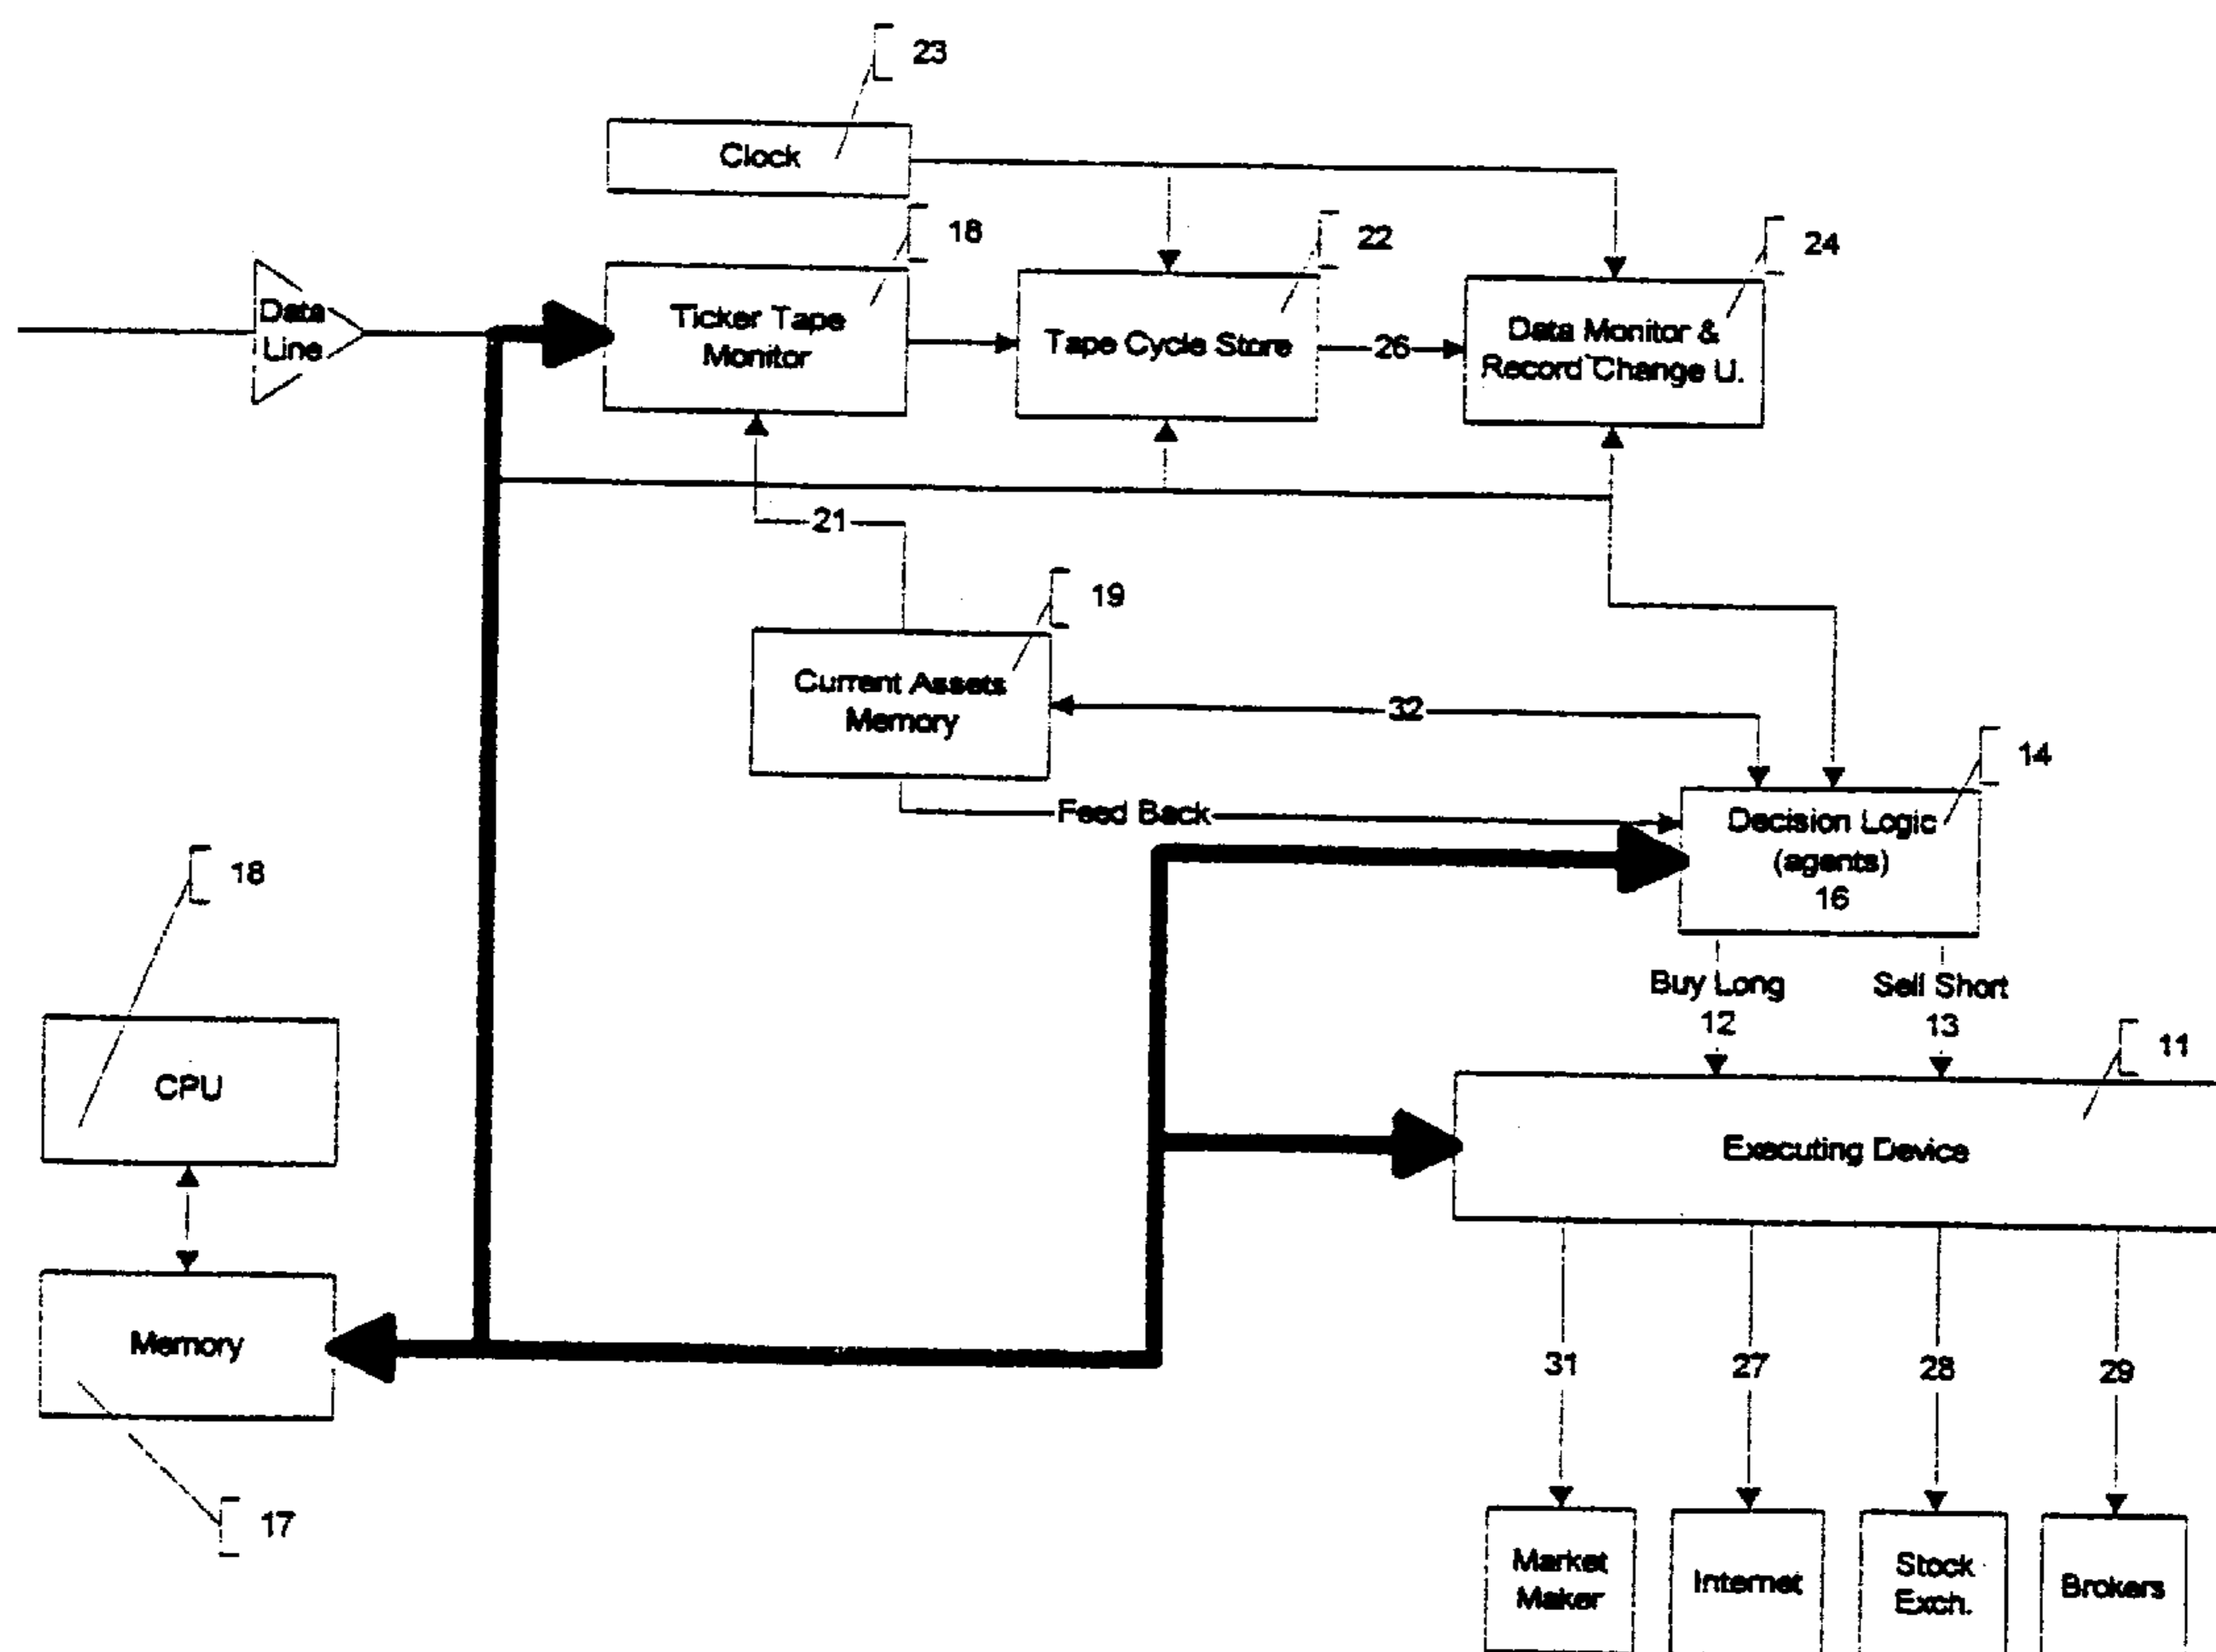 23
Clock
18
22
24
Data
Line
Ticker Tape
Monitor
Tape Cycle Store
26
Data Monitor &
Record Change U.
21
19
Current Assets
Memory
32
14
Feed Back
Decision Logic
(agents)
16
18
Buy Long
12
Sell Short
13
11
CPU
Executing Device
Memory
31
27
28
29
17
Market
Maker
Internet
Stock
Exch.
Brokers